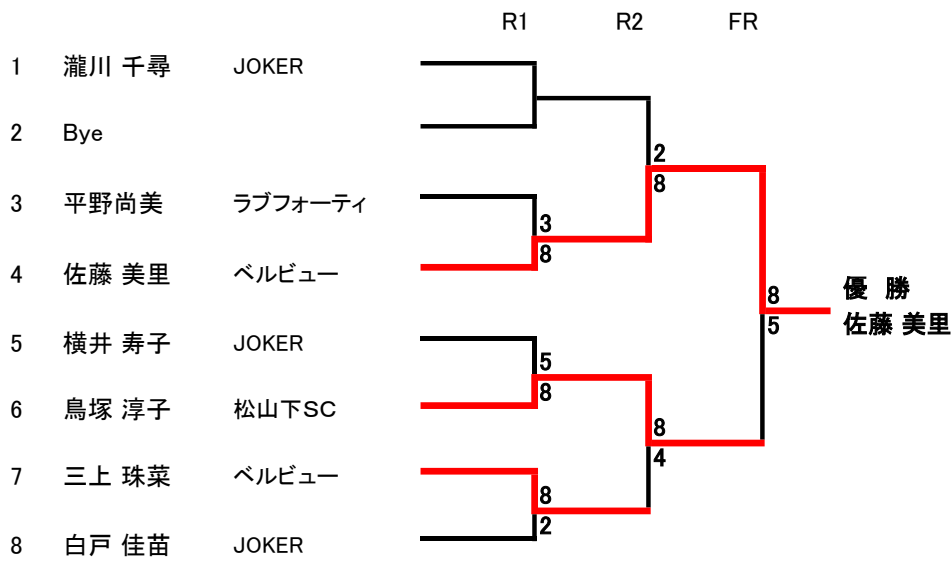 R1 R2 FR
1 瀧川 千尋 JOKER
2 Bye
2
8
3 平野尚美 ラブフォーティ
3
8
4 佐藤 美里 ベルビュー
8 優 勝
5 佐藤 美里
5 横井 寿子 JOKER
5
8
6 鳥塚 淳子 松山下SC
8
4
7 三上 珠菜 ベルビュー
8
2
8 白戸 佳苗 JOKER